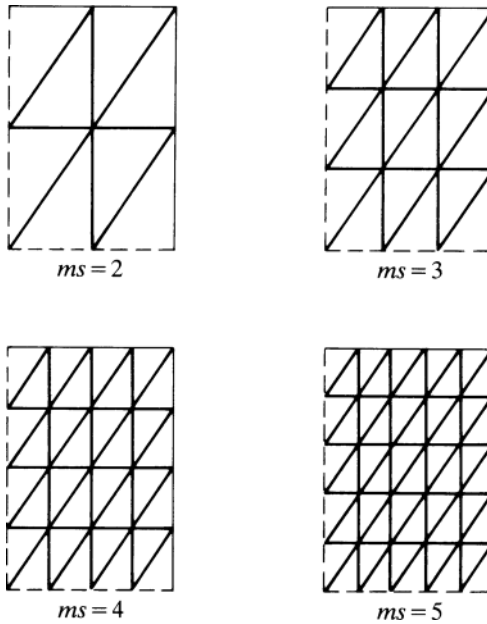 ms = 2
ms = 3
ms = 4
ms = 5